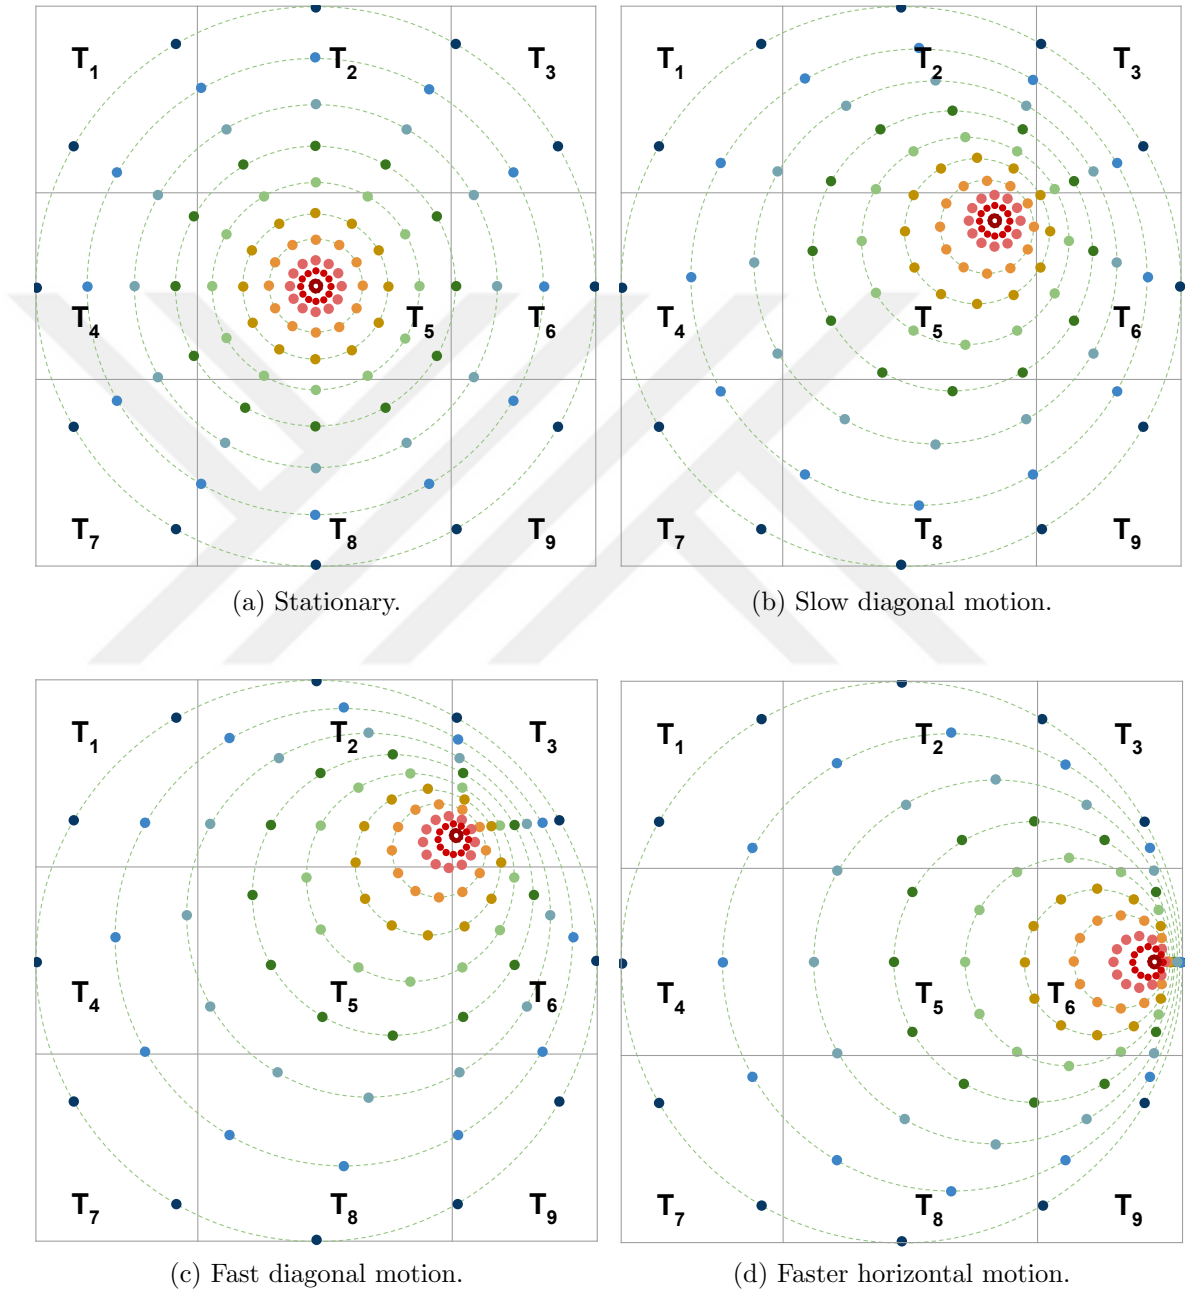 T1 T2 T3
T4 T5 T6
T7 T8 T9
(a) Stationary.
T1 T2 T3
T4 T5 T6
T7 T8 T9
(b) Slow diagonal motion.
T1 T2 T3
T4 T5 T6
T7 T8 T9
(c) Fast diagonal motion.
T1 T2 T3
T4 T5 T6
T7 T8 T9
(d) Faster horizontal motion.